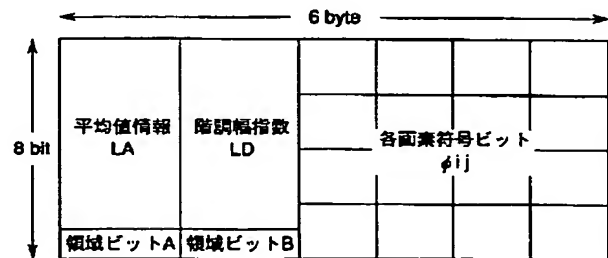 6 byte
8 bit
平均値情報
LA
階調幅指数
LD
各画素符号ビット
φij
領域ビットA
領域ビットB